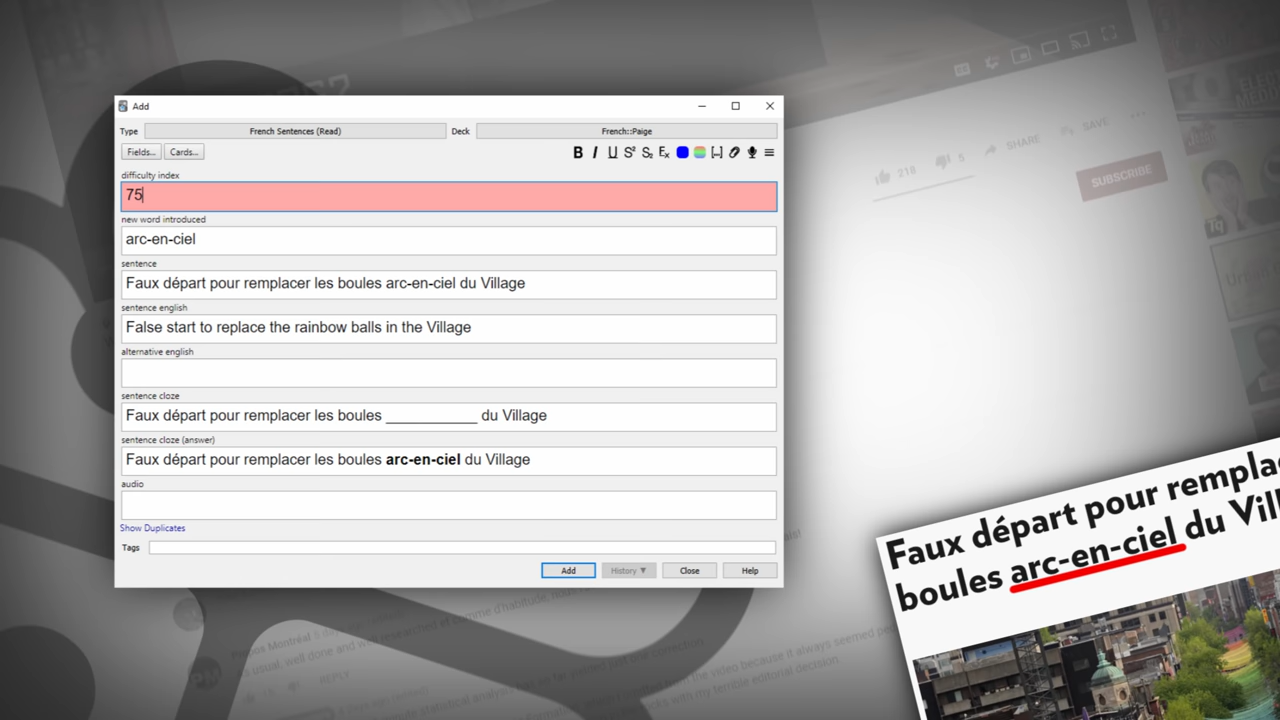 Add
Type French Sentences (Read) Deck French::Paige
Fields... Cards...
difficulty index
75
new word introduced
arc-en-ciel
sentence
Faux départ pour remplacer les boules arc-en-ciel du Village
sentence english
False start to replace the rainbow balls in the Village
alternative english
sentence cloze
Faux départ pour remplacer les boules ___________ du Village
sentence cloze (answer)
Faux départ pour remplacer les boules arc-en-ciel du Village
audio
Show Duplicates
Tags
Add History ▼ Close Help
218 5 SHARE SAVE
SUBSCRIBE
Faux départ pour
boules arc-en-ciel du
REPLY